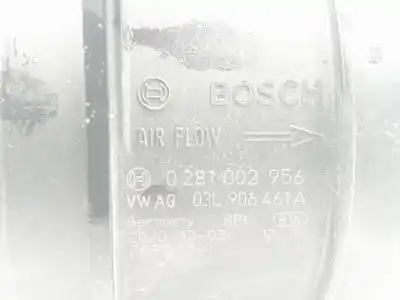 BOSCH
AIR FLOW
0 281 002 956
VW AG 03L 906 461A
Germany